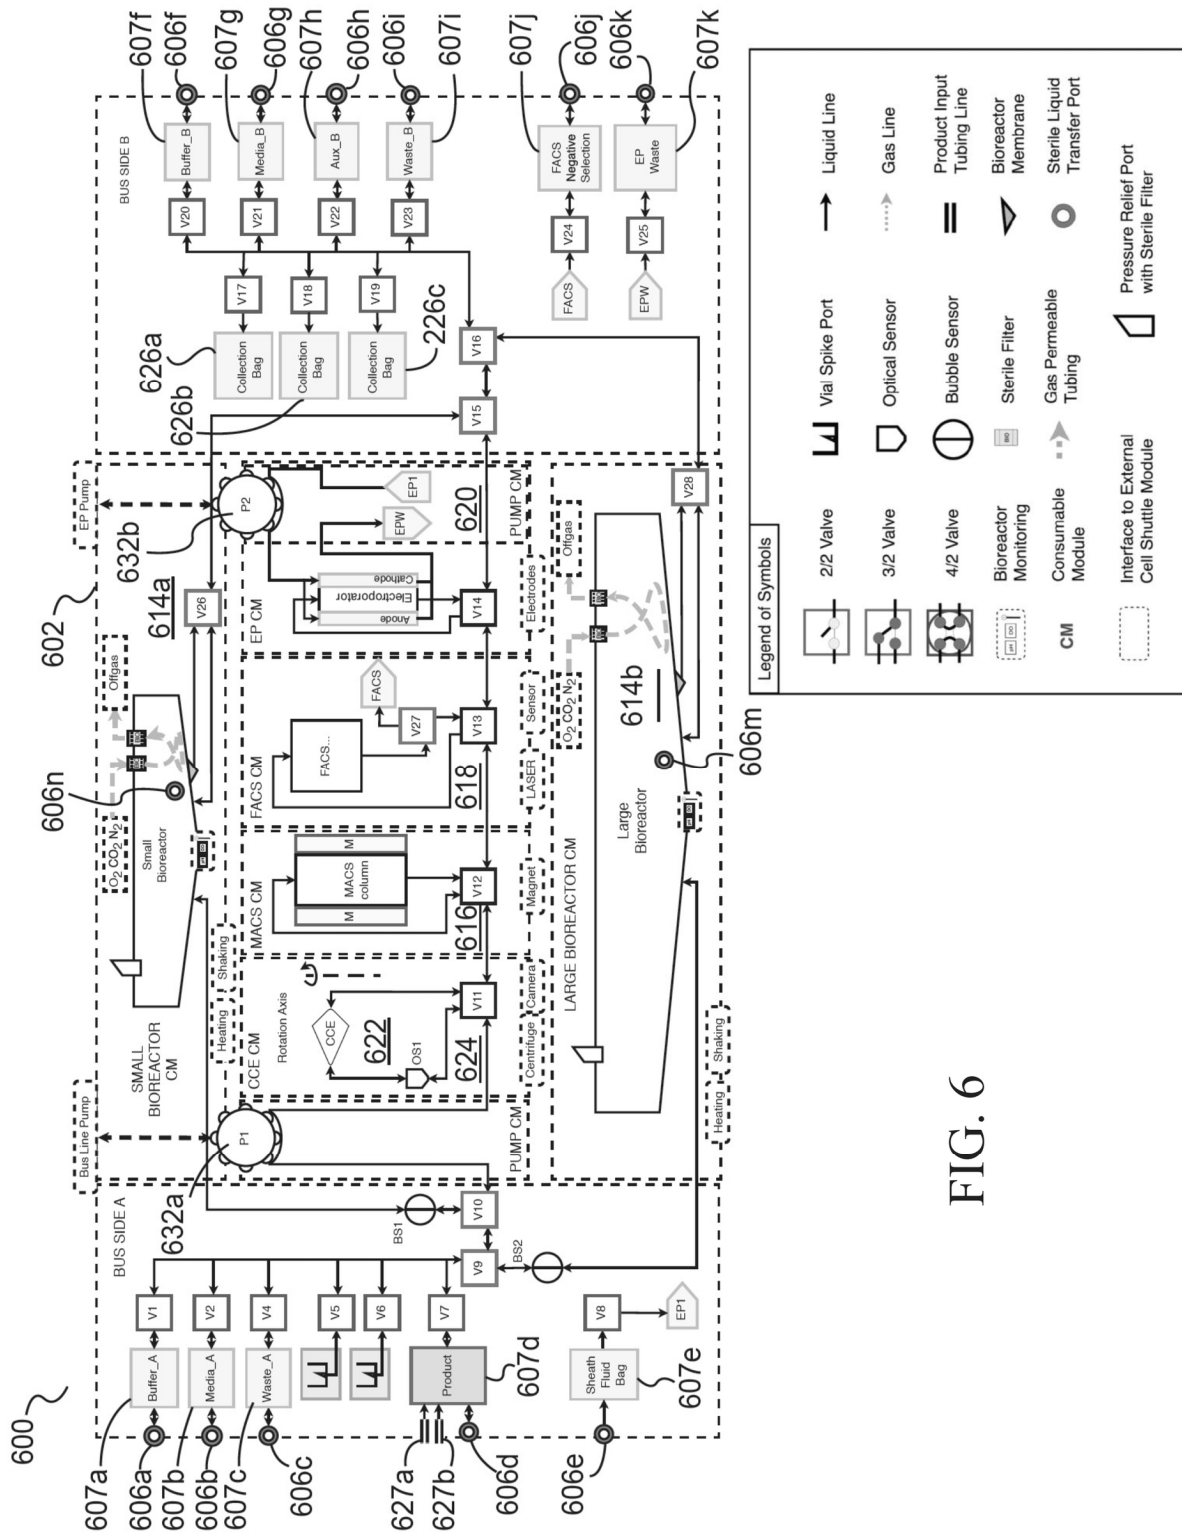 600
602
BUS SIDE A
607a
606a
607b
606b
607c
606c
627a
627b
606d
607d
606e
607e
Buffer_A
Media_A
Waste_A
Product
Sheath
Fluid
Bag
V1
V2
V4
V5
V6
V7
V8
EP1
V9
V10
BS1
BS2
Bus Line Pump
632a
P1
PUMP CM
SMALL
BIOREACTOR
CM
Heating
Shaking
O2 CO2 N2
Offgas
Small
Bioreactor
606n
614a
V26
EP Pump
632b
P2
CCE CM
Rotation Axis
CCE
622
OS1
624
V11
Centrifuge
Camera
MACS CM
M
MACS
column
M
616
V12
Magnet
FACS CM
FACS...
FACS
V27
618
V13
LASER
Sensor
EP CM
Anode
Electroporator
Cathode
V14
Electrodes
EPW
EP1
620
PUMP CM
LARGE BIOREACTOR CM
Large
Bioreactor
O2 CO2 N2
Offgas
614b
606m
V28
Heating
Shaking
pH
DO
BUS SIDE B
V15
V16
626a
626b
226c
Collection
Bag
Collection
Bag
Collection
Bag
V17
V18
V19
V20
V21
V22
V23
Buffer_B
Media_B
Aux_B
Waste_B
607f
606f
607g
606g
607h
606h
606i
607i
FACS
V24
FACS
Negative
Selection
607j
606j
EPW
V25
EP
Waste
606k
607k
Legend of Symbols
2/2 Valve
Vial Spike Port
Liquid Line
3/2 Valve
Optical Sensor
Gas Line
4/2 Valve
Bubble Sensor
Product Input
Tubing Line
pH
DO
Bioreactor
Monitoring
BIO
Sterile Filter
Bioreactor
Membrane
CM
Consumable
Module
Gas Permeable
Tubing
Sterile Liquid
Transfer Port
Interface to External
Cell Shuttle Module
Pressure Relief Port
with Sterile Filter
FIG. 6